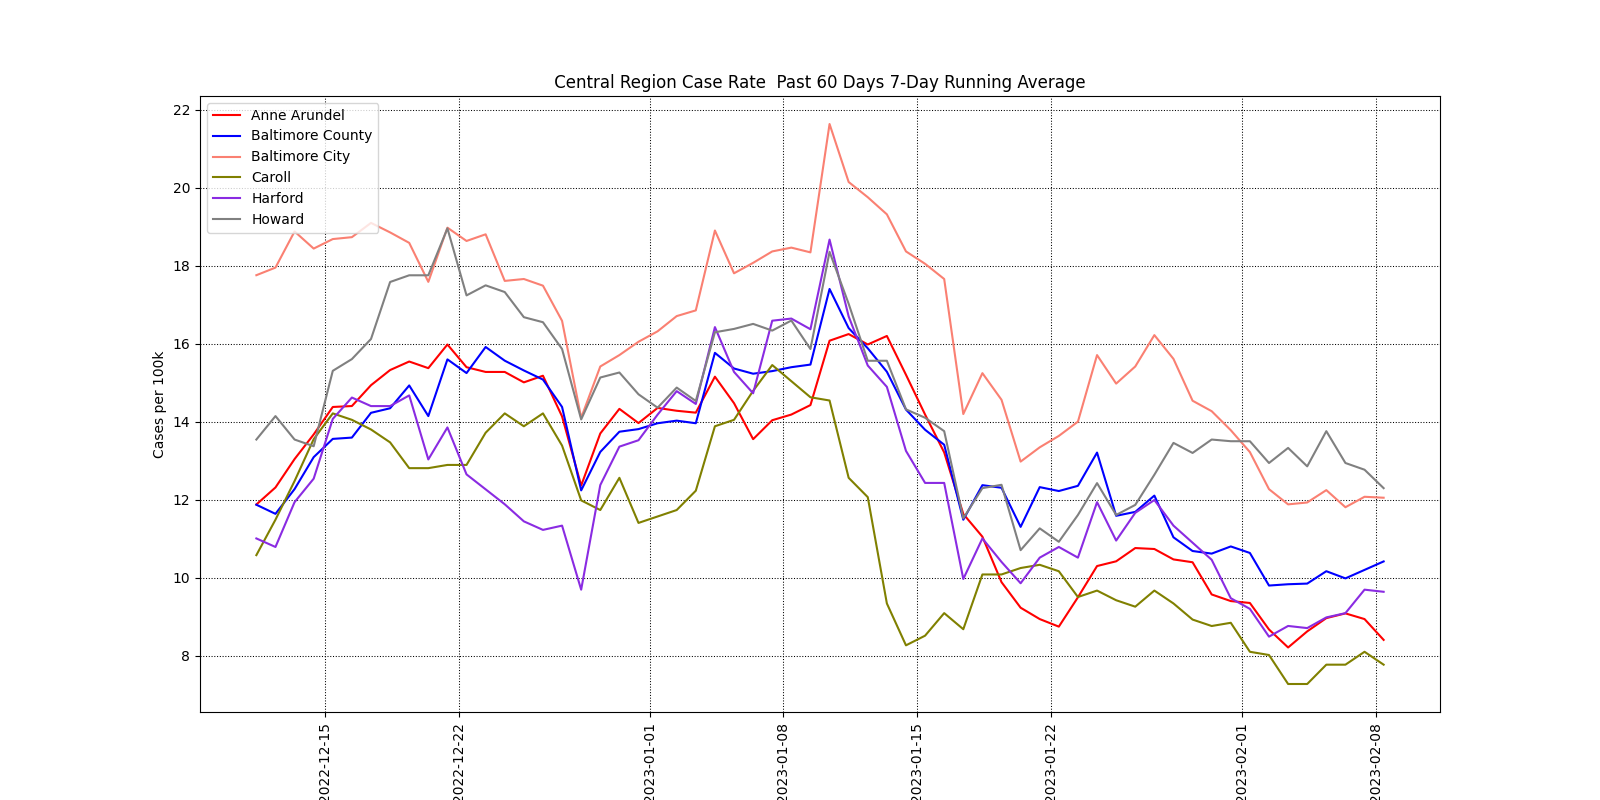 Central Region Case Rate  Past 60 Days 7-Day Running Average
Anne Arundel
Baltimore County
Baltimore City
Caroll
Harford
Howard
Cases per 100k
22
20
18
16
14
12
10
8
2022-12-15
2022-12-22
2023-01-01
2023-01-08
2023-01-15
2023-01-22
2023-02-01
2023-02-08